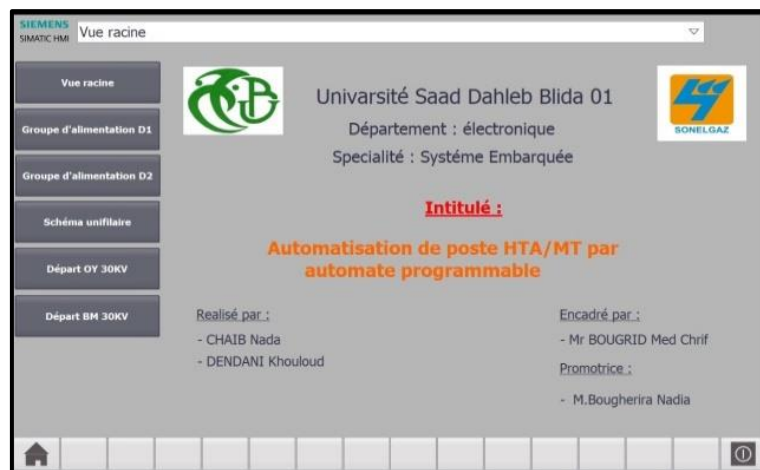 SIEMENS
SIMATIC HMI
Vue racine
Vue racine
Groupe d'alimentation D1
Groupe d'alimentation D2
Schéma unifilaire
Départ OY 30KV
Départ BM 30KV
SONELGAZ
Univarsité Saad Dahleb Blida 01
Département : électronique
Specialité : Systéme Embarquée
Intitulé :
Automatisation de poste HTA/MT par
automate programmable
Realisé par :
- CHAIB Nada
- DENDANI Khouloud
Encadré par :
- Mr BOUGRID Med Chrif
Promotrice :
- M.Bougherira Nadia